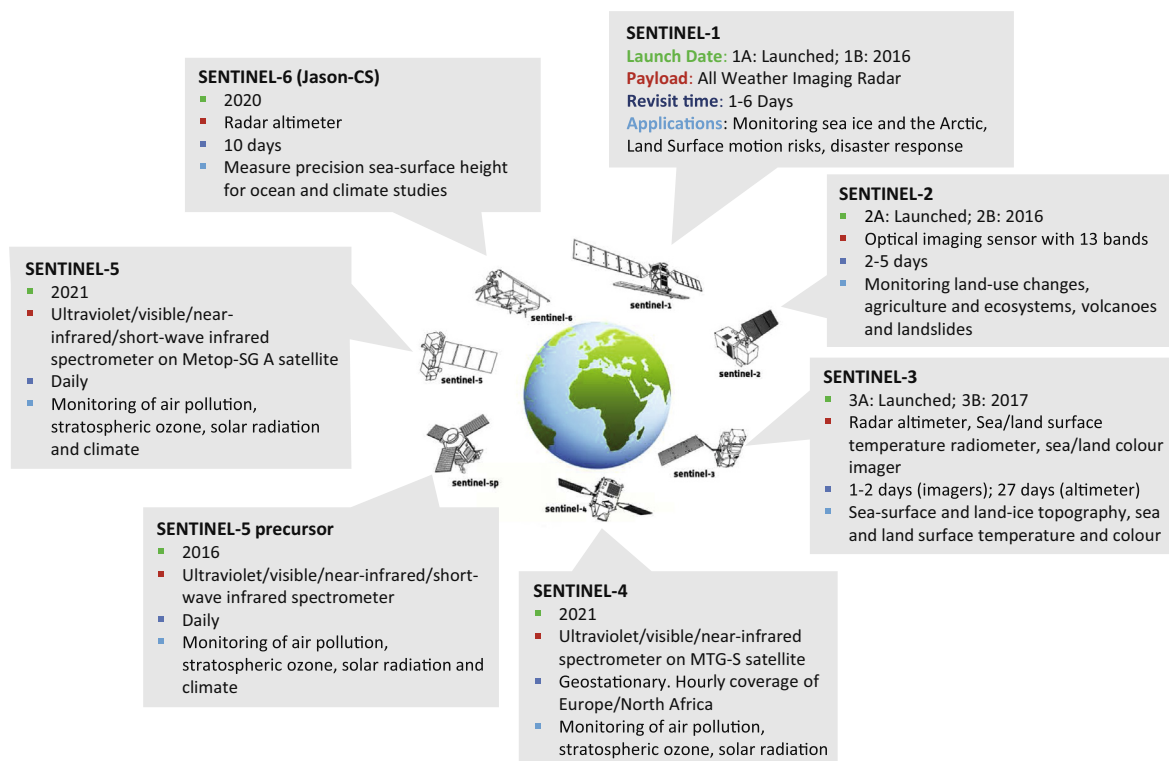 SENTINEL-1
Launch Date: 1A: Launched; 1B: 2016
Payload: All Weather Imaging Radar
Revisit time: 1-6 Days
Applications: Monitoring sea ice and the Arctic,
Land Surface motion risks, disaster response
SENTINEL-6 (Jason-CS)
2020
Radar altimeter
10 days
Measure precision sea-surface height
for ocean and climate studies
SENTINEL-2
2A: Launched; 2B: 2016
Optical imaging sensor with 13 bands
2-5 days
Monitoring land-use changes,
agriculture and ecosystems, volcanoes
and landslides
SENTINEL-5
2021
Ultraviolet/visible/near-
infrared/short-wave infrared
spectrometer on Metop-SG A satellite
Daily
Monitoring of air pollution,
stratospheric ozone, solar radiation
and climate
sentinel-1
sentinel-6
sentinel-2
sentinel-5
sentinel-3
sentinel-5p
sentinel-4
SENTINEL-3
3A: Launched; 3B: 2017
Radar altimeter, Sea/land surface
temperature radiometer, sea/land colour
imager
1-2 days (imagers); 27 days (altimeter)
Sea-surface and land-ice topography, sea
and land surface temperature and colour
SENTINEL-5 precursor
2016
Ultraviolet/visible/near-infrared/short-
wave infrared spectrometer
Daily
Monitoring of air pollution,
stratospheric ozone, solar radiation and
climate
SENTINEL-4
2021
Ultraviolet/visible/near-infrared
spectrometer on MTG-S satellite
Geostationary. Hourly coverage of
Europe/North Africa
Monitoring of air pollution,
stratospheric ozone, solar radiation